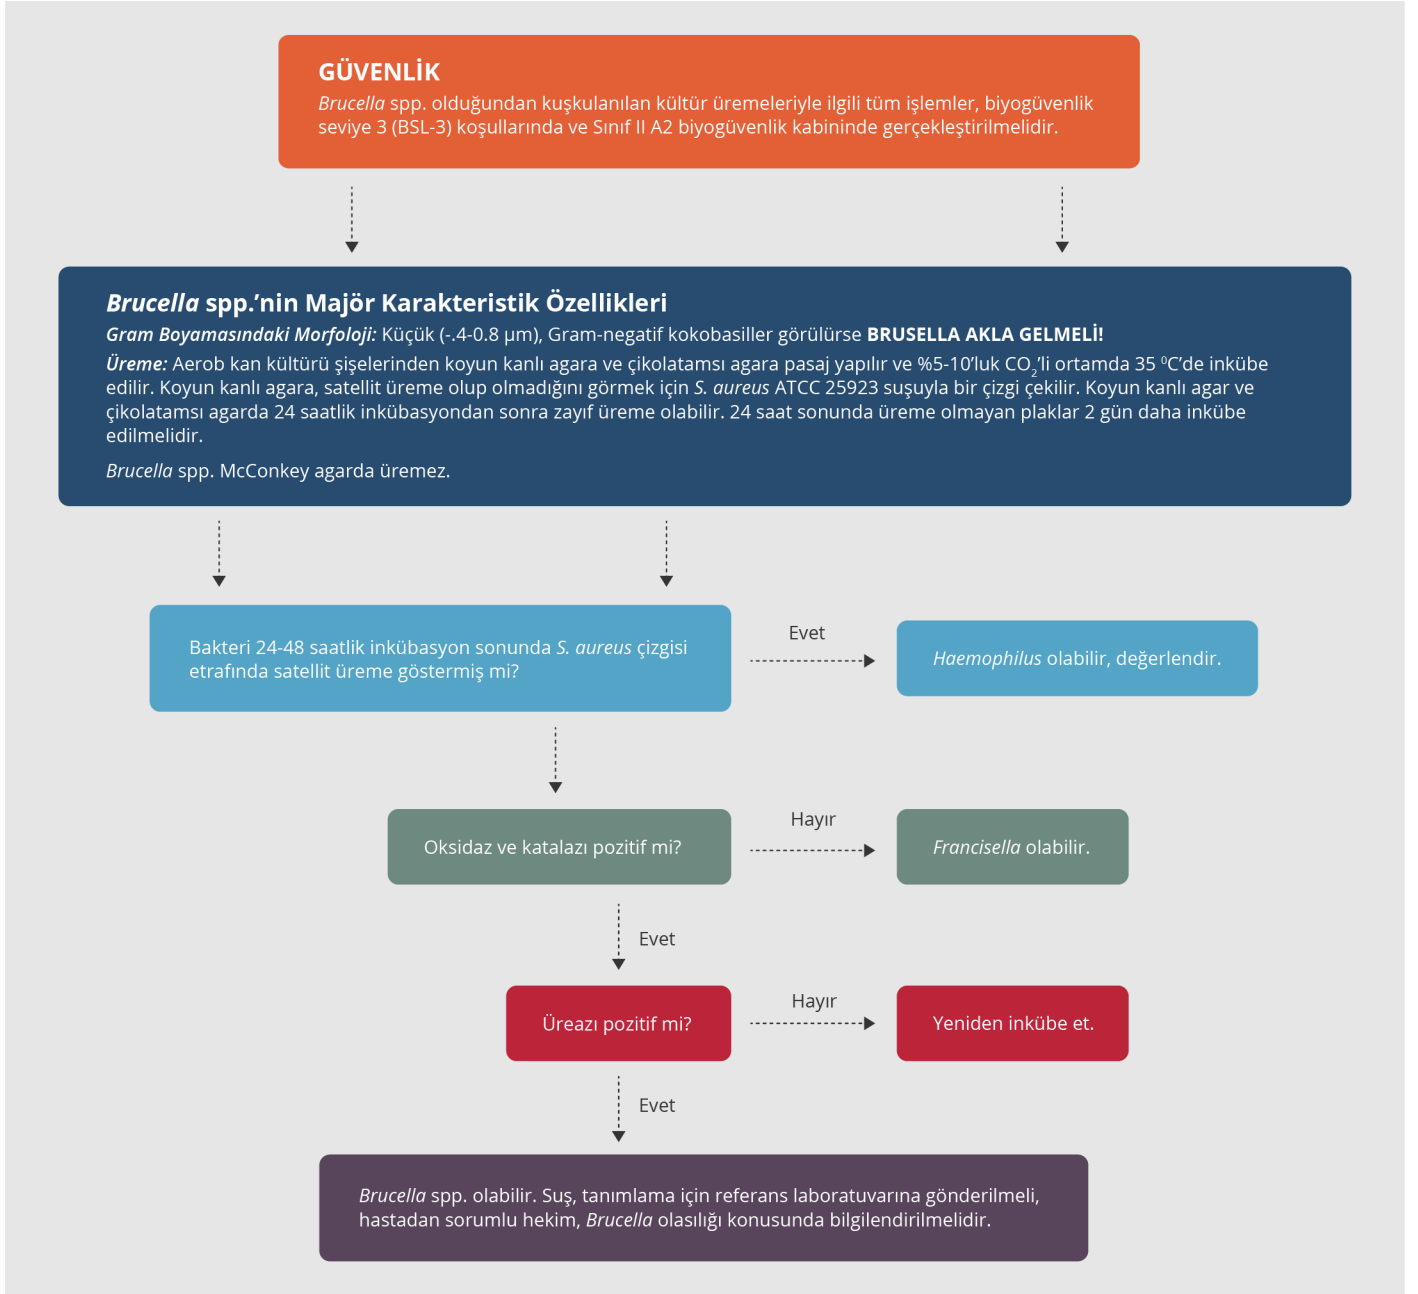 GÜVENLİK
Brucella spp. olduğundan kuşkulanılan kültür üremeleriyle ilgili tüm işlemler, biyogüvenlik
seviye 3 (BSL-3) koşullarında ve Sınıf II A2 biyogüvenlik kabininde gerçekleştirilmelidir.
Brucella spp.’nin Majör Karakteristik Özellikleri
Gram Boyamasındaki Morfoloji: Küçük (-.4-0.8 µm), Gram-negatif kokobasiller görülürse BRUSELLA AKLA GELMELİ!
Üreme: Aerob kan kültürü şişelerinden koyun kanlı agara ve çikolatamsı agara pasaj yapılır ve %5-10’luk CO₂’li ortamda 35 ⁰C’de inkübe
edilir. Koyun kanlı agara, satellit üreme olup olmadığını görmek için S. aureus ATCC 25923 suşuyla bir çizgi çekilir. Koyun kanlı agar ve
çikolatamsı agarda 24 saatlik inkübasyondan sonra zayıf üreme olabilir. 24 saat sonunda üreme olmayan plaklar 2 gün daha inkübe
edilmelidir.
Brucella spp. McConkey agarda üremez.
Bakteri 24-48 saatlik inkübasyon sonunda S. aureus çizgisi
etrafında satellit üreme göstermiş mi?
Evet
Haemophilus olabilir, değerlendir.
Oksidaz ve katalazı pozitif mi?
Hayır
Francisella olabilir.
Evet
Üreazı pozitif mi?
Hayır
Yeniden inkübe et.
Evet
Brucella spp. olabilir. Suş, tanımlama için referans laboratuvarına gönderilmeli,
hastadan sorumlu hekim, Brucella olasılığı konusunda bilgilendirilmelidir.